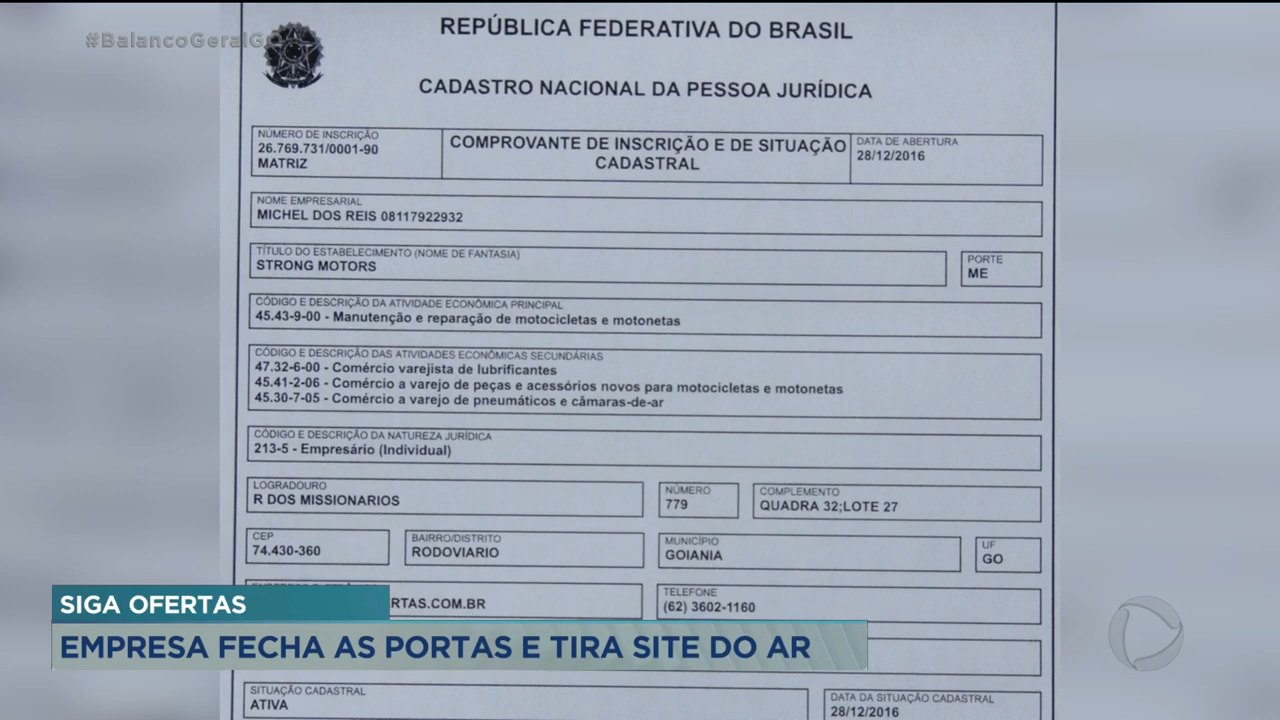 #BalancoGeralGO
REPÚBLICA FEDERATIVA DO BRASIL
CADASTRO NACIONAL DA PESSOA JURÍDICA
NÚMERO DE INSCRIÇÃO
26.769.731/0001-90
MATRIZ
COMPROVANTE DE INSCRIÇÃO E DE SITUAÇÃO
CADASTRAL
DATA DE ABERTURA
28/12/2016
NOME EMPRESARIAL
MICHEL DOS REIS 08117922932
TÍTULO DO ESTABELECIMENTO (NOME DE FANTASIA)
STRONG MOTORS
PORTE
ME
CÓDIGO E DESCRIÇÃO DA ATIVIDADE ECONÔMICA PRINCIPAL
45.43-9-00 - Manutenção e reparação de motocicletas e motonetas
CÓDIGO E DESCRIÇÃO DAS ATIVIDADES ECONÔMICAS SECUNDÁRIAS
47.32-6-00 - Comércio varejista de lubrificantes
45.41-2-06 - Comércio a varejo de peças e acessórios novos para motocicletas e motonetas
45.30-7-05 - Comércio a varejo de pneumáticos e câmaras-de-ar
CÓDIGO E DESCRIÇÃO DA NATUREZA JURÍDICA
213-5 - Empresário (Individual)
LOGRADOURO
R DOS MISSIONARIOS
NÚMERO
779
COMPLEMENTO
QUADRA 32;LOTE 27
CEP
74.430-360
BAIRRO/DISTRITO
RODOVIARIO
MUNICÍPIO
GOIANIA
UF
GO
RTAS.COM.BR
TELEFONE
(62) 3602-1160
SIGA OFERTAS
EMPRESA FECHA AS PORTAS E TIRA SITE DO AR
SITUAÇÃO CADASTRAL
ATIVA
DATA DA SITUAÇÃO CADASTRAL
28/12/2016